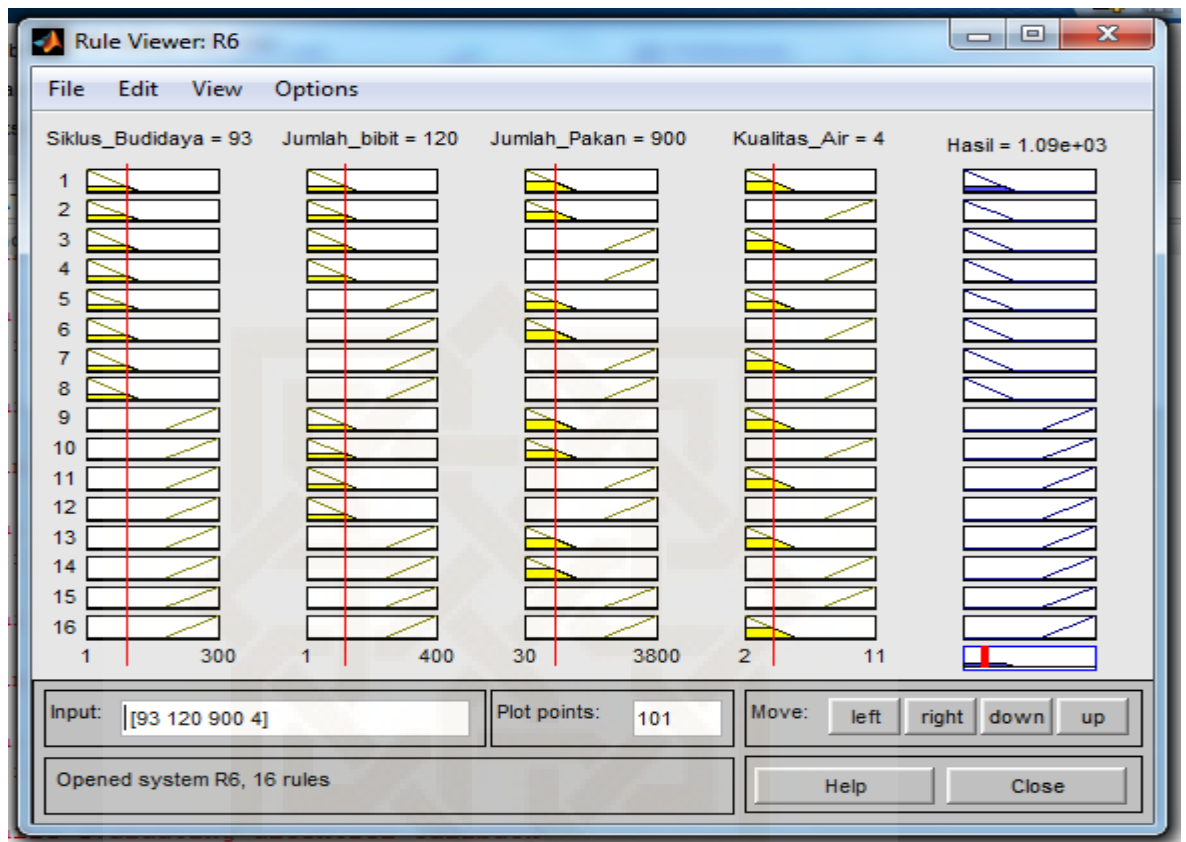 Rule Viewer: R6
File Edit View Options
Siklus_Budidaya = 93 Jumlah_bibit = 120 Jumlah_Pakan = 900 Kualitas_Air = 4 Hasil = 1.09e+03
1
2
3
4
5
6
7
8
9
10
11
12
13
14
15
16
1 300 1 400 30 3800 2 11
Input: [93 120 900 4] Plot points: 101 Move: left right down up
Opened system R6, 16 rules Help Close